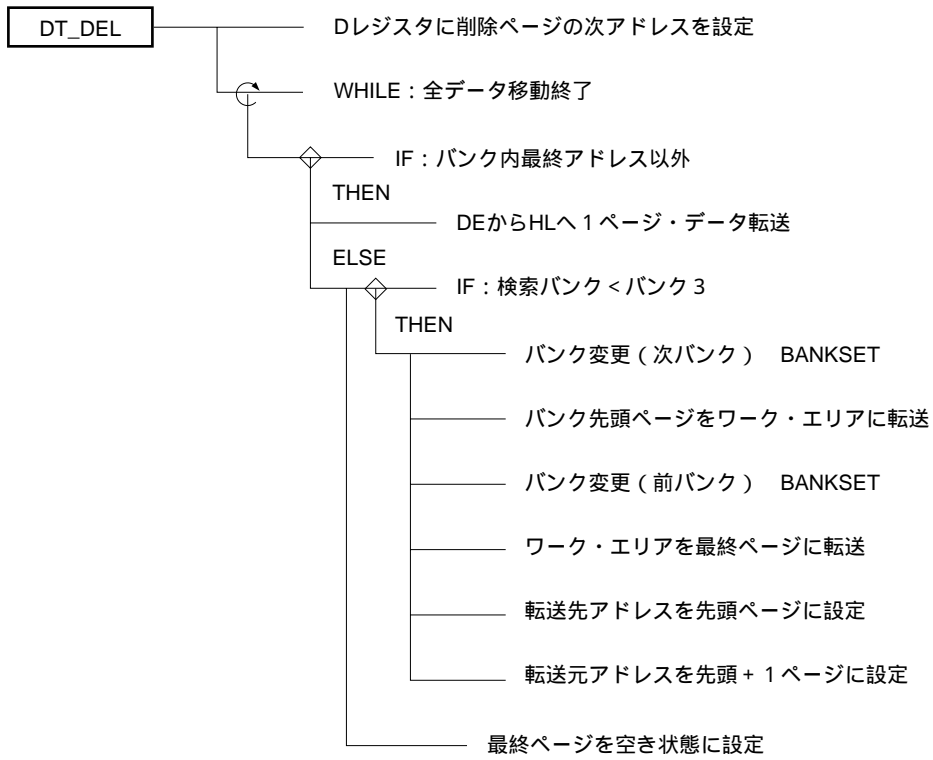 DT_DEL
Dレジスタに削除ページの次アドレスを設定
WHILE：全データ移動終了
IF：バンク内最終アドレス以外
THEN
DEからHLへ１ページ・データ転送
ELSE
IF：検索バンク＜バンク３
THEN
バンク変更（次バンク）　BANKSET
バンク先頭ページをワーク・エリアに転送
バンク変更（前バンク）　BANKSET
ワーク・エリアを最終ページに転送
転送先アドレスを先頭ページに設定
転送元アドレスを先頭＋１ページに設定
最終ページを空き状態に設定